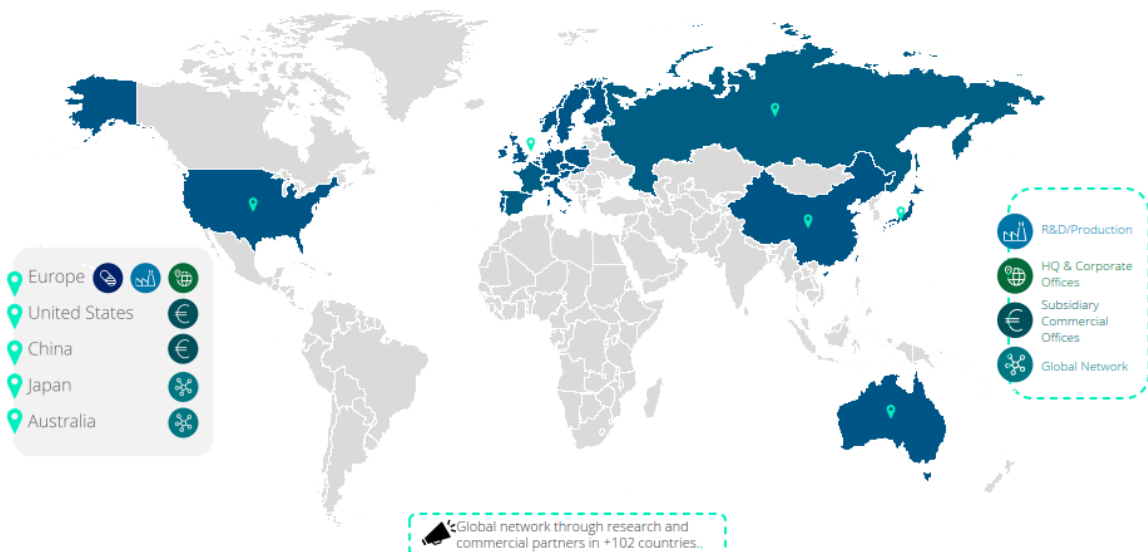 Europe
United States
China
Japan
Australia
R&D/Production
HQ & Corporate
Offices
Subsidiary
Commercial
Offices
Global Network
Global network through research and
commercial partners in +102 countries..